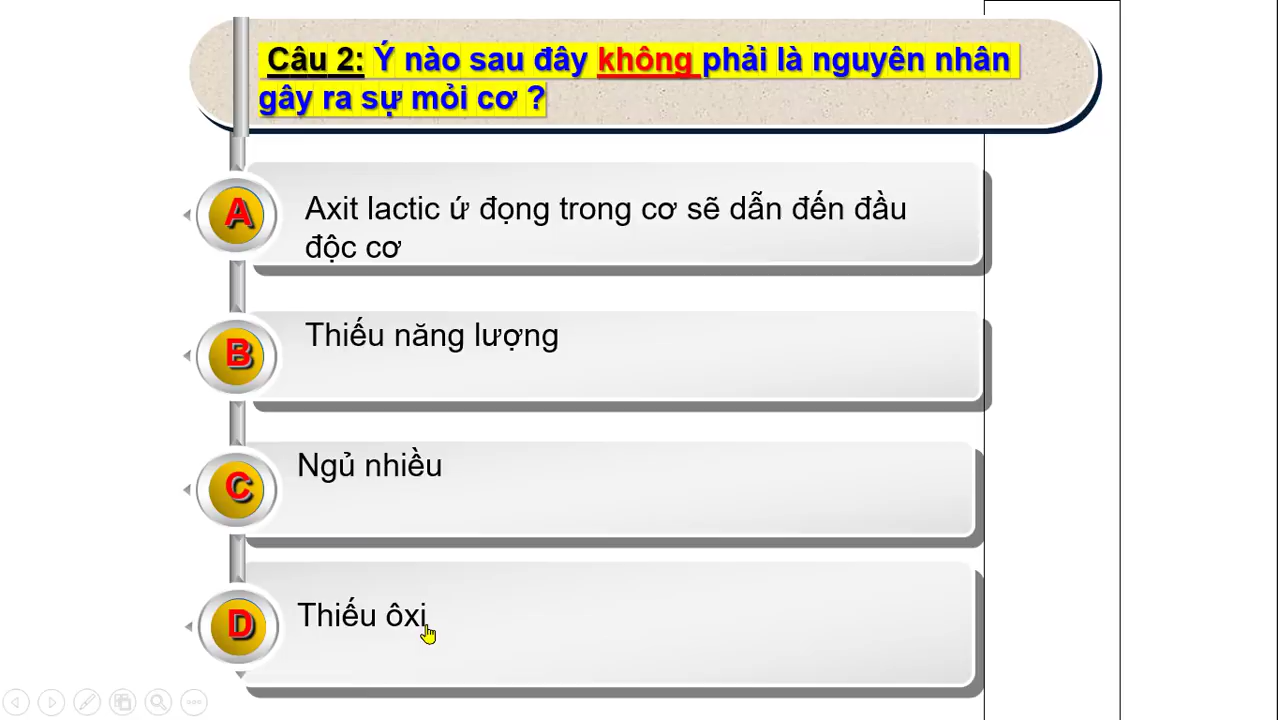 Câu 2: Ý nào sau đây không phải là nguyên nhân
gây ra sự mỏi cơ ?
A
Axit lactic ứ đọng trong cơ sẽ dẫn đến đầu
độc cơ
B
Thiếu năng lượng
C
Ngủ nhiều
D
Thiếu ôxi